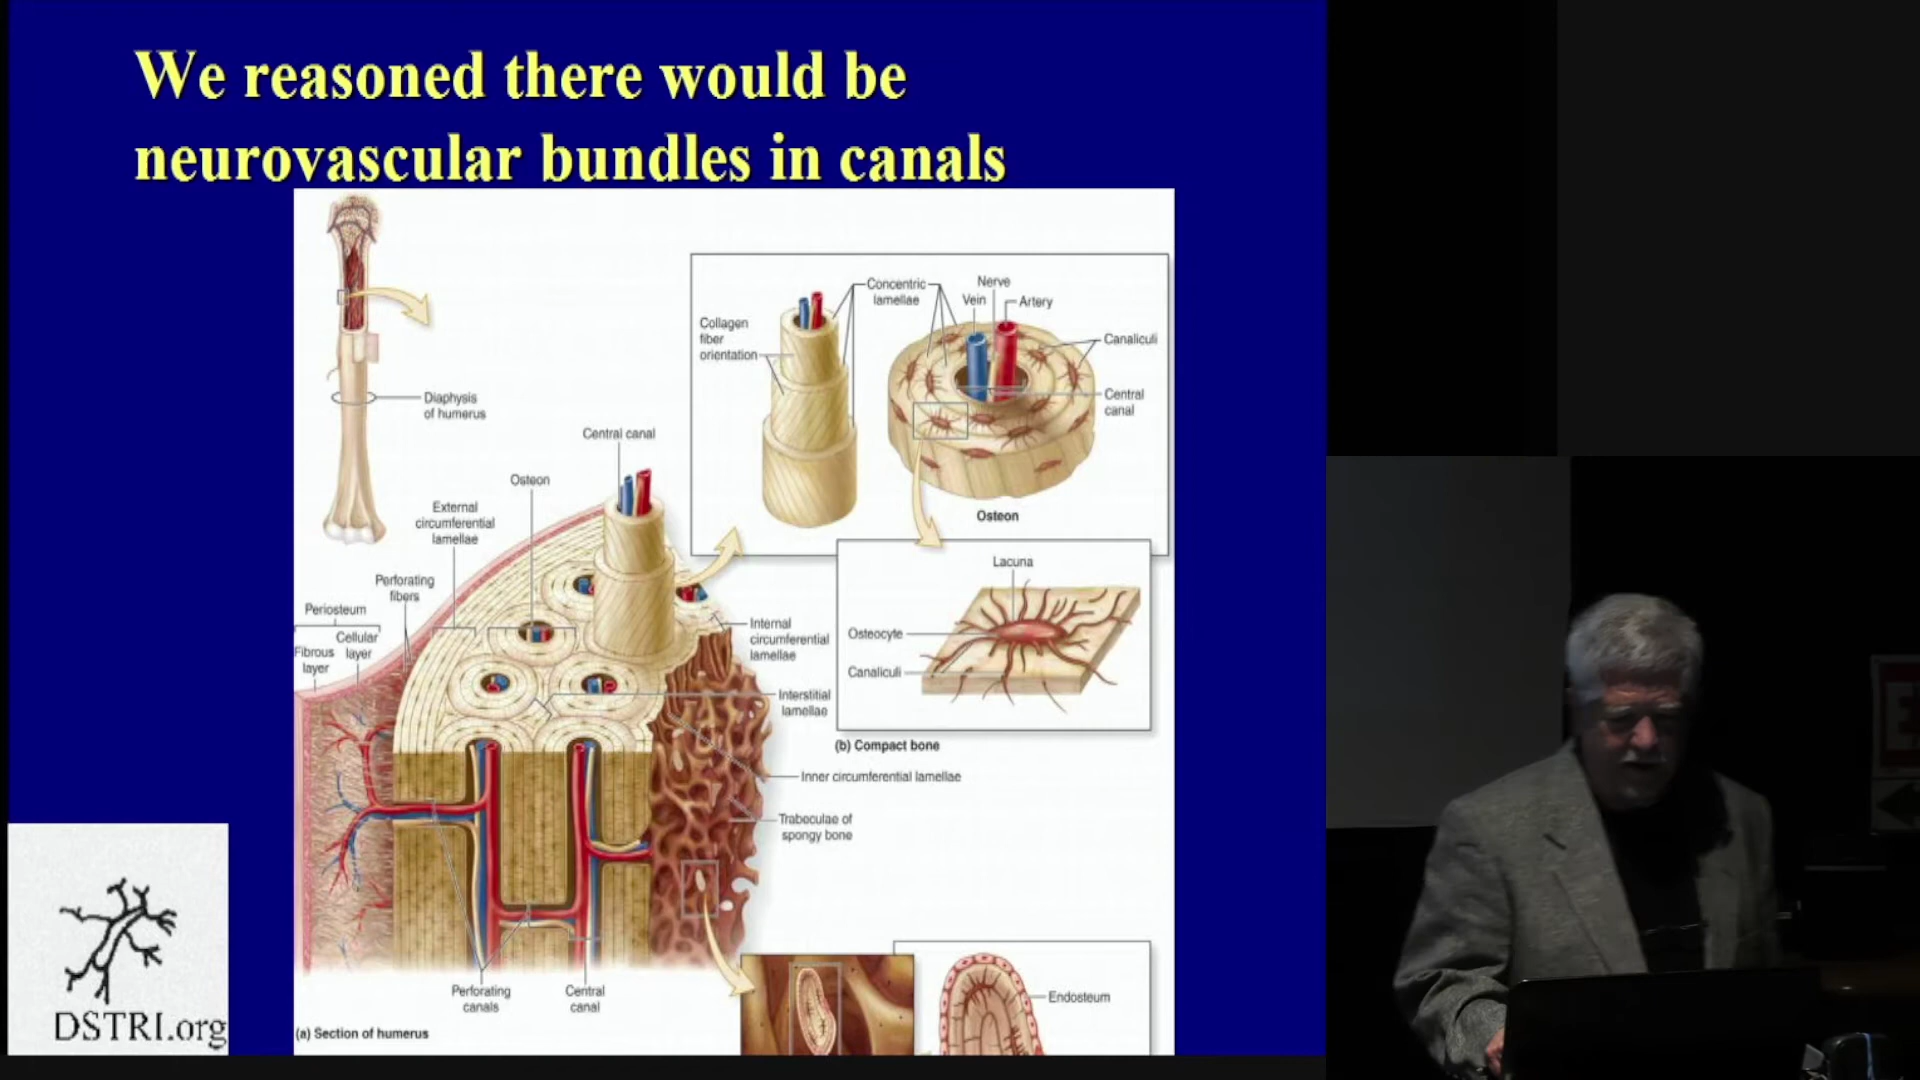 We reasoned there would be
neurovascular bundles in canals
Diaphysis
of humerus
Central canal
Osteon
External
circumferential
lamellae
Perforating
fibers
Periosteum
Cellular
layer
Fibrous
layer
Collagen
fiber
orientation
Concentric
lamellae
Nerve
Vein
Artery
Canaliculi
Central
canal
Osteon
Lacuna
Osteocyte
Canaliculi
(b) Compact bone
Internal
circumferential
lamellae
Interstitial
lamellae
Inner circumferential lamellae
Trabeculae of
spongy bone
Perforating
canals
Central
canal
(a) Section of humerus
Endosteum
DSTRI.org